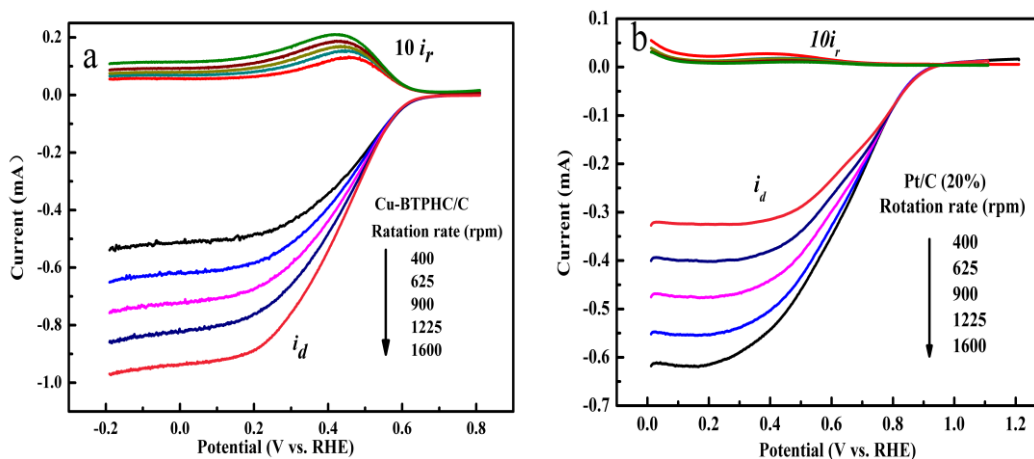 a
10 i_r
Cu-BTPHC/C
Ratation rate (rpm)
400
625
900
1225
1600
i_d
0.2
0.0
-0.2
-0.4
-0.6
-0.8
-1.0
Current (mA)
-0.2 0.0 0.2 0.4 0.6 0.8
Potential (V vs. RHE)
b
10i_r
i_d
Pt/C (20%)
Rotation rate (rpm)
400
625
900
1225
1600
0.1
0.0
-0.1
-0.2
-0.3
-0.4
-0.5
-0.6
-0.7
Current (mA)
0.0 0.2 0.4 0.6 0.8 1.0 1.2
Potential (V vs. RHE)